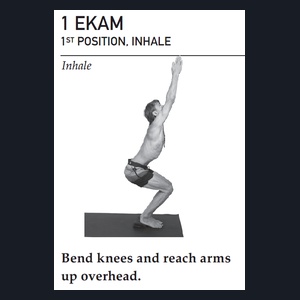 1 EKAM
1ST POSITION, INHALE
Inhale
Bend knees and reach arms
up overhead.